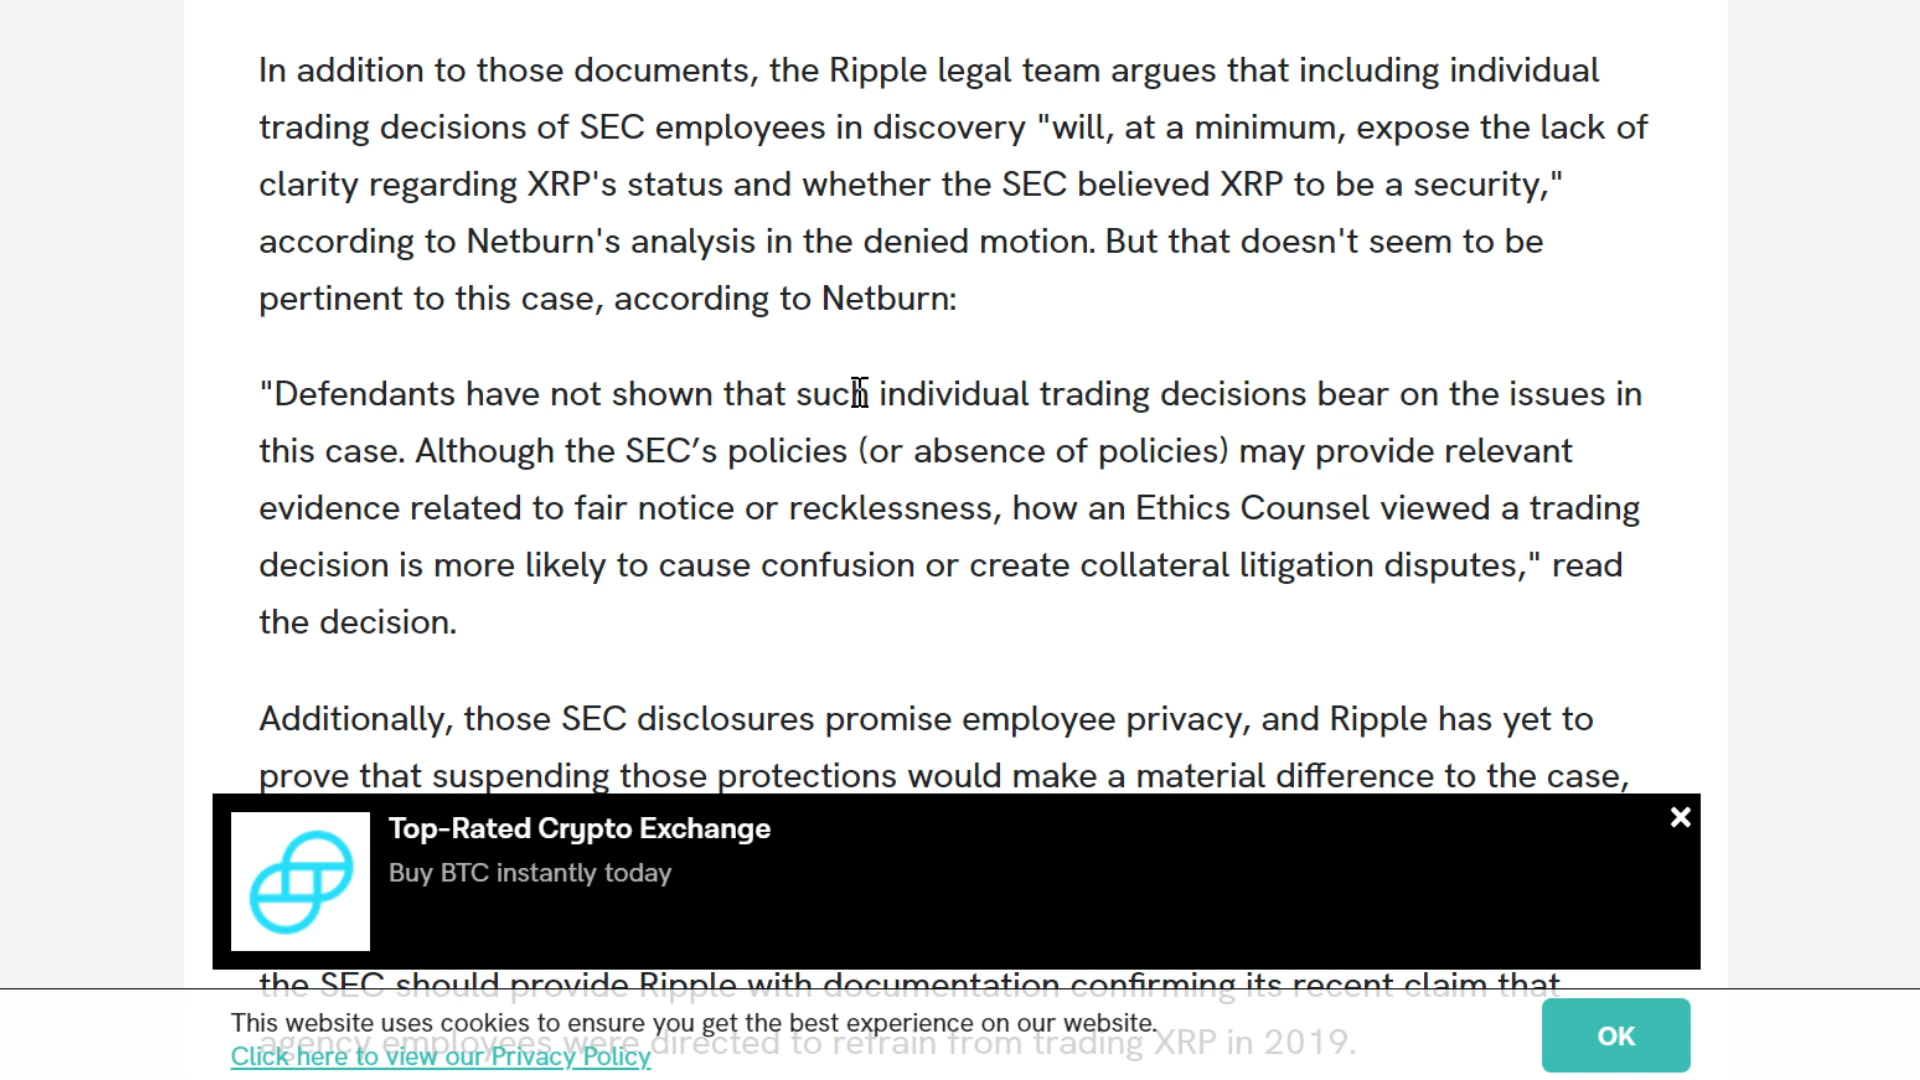 In addition to those documents, the Ripple legal team argues that including individual
trading decisions of SEC employees in discovery "will, at a minimum, expose the lack of
clarity regarding XRP's status and whether the SEC believed XRP to be a security,"
according to Netburn's analysis in the denied motion. But that doesn't seem to be
pertinent to this case, according to Netburn:
"Defendants have not shown that such individual trading decisions bear on the issues in
this case. Although the SEC’s policies (or absence of policies) may provide relevant
evidence related to fair notice or recklessness, how an Ethics Counsel viewed a trading
decision is more likely to cause confusion or create collateral litigation disputes," read
the decision.
Additionally, those SEC disclosures promise employee privacy, and Ripple has yet to
prove that suspending those protections would make a material difference to the case,
Top-Rated Crypto Exchange
Buy BTC instantly today
the SEC should provide Ripple with documentation confirming its recent claim that
This website uses cookies to ensure you get the best experience on our website.
agency employees were directed to refrain from trading XRP in 2019.
Click here to view our Privacy Policy
OK